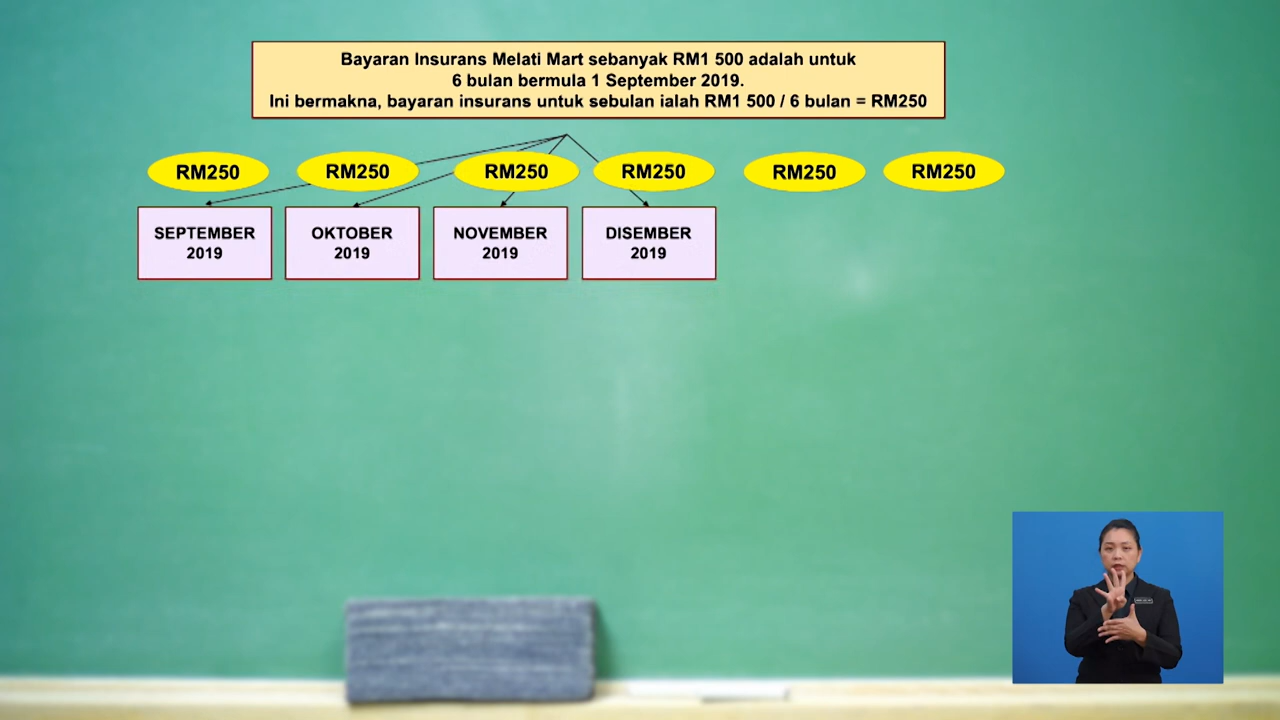 Bayaran Insurans Melati Mart sebanyak RM1 500 adalah untuk
6 bulan bermula 1 September 2019.
Ini bermakna, bayaran insurans untuk sebulan ialah RM1 500 / 6 bulan = RM250
RM250 RM250 RM250 RM250 RM250 RM250
SEPTEMBER OKTOBER NOVEMBER DISEMBER
2019 2019 2019 2019